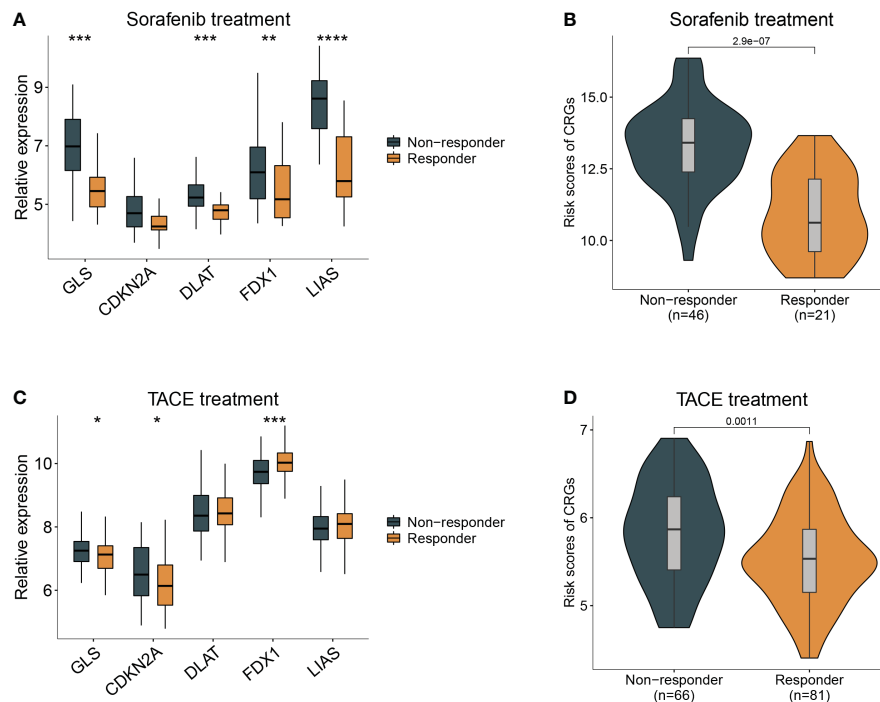 A
Sorafenib treatment
*** *** ** ****
Relative expression
9
7
5
GLS
CDKN2A
DLAT
FDX1
LIAS
Non-responder
Responder
B
Sorafenib treatment
2.9e−07
Risk scores of CRGs
15.0
12.5
10.0
Non-responder
(n=46)
Responder
(n=21)
C
TACE treatment
* * ***
Relative expression
10
8
6
GLS
CDKN2A
DLAT
FDX1
LIAS
Non-responder
Responder
D
TACE treatment
0.0011
Risk scores of CRGs
7
6
5
Non-responder
(n=66)
Responder
(n=81)